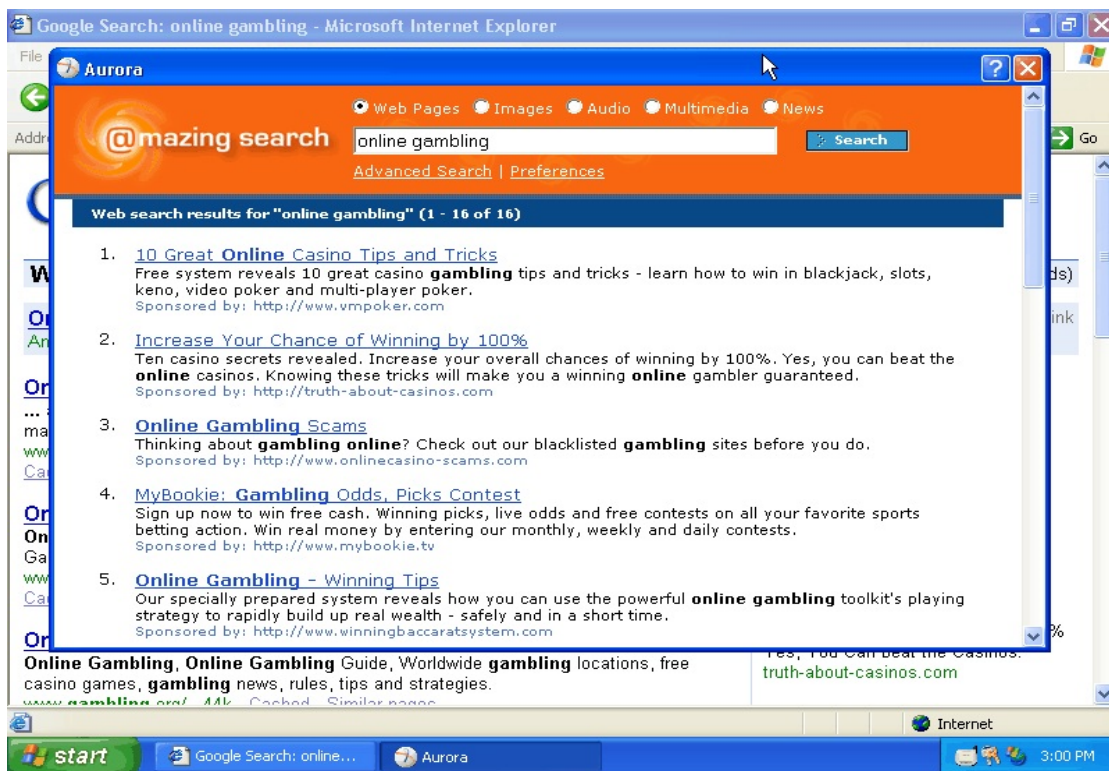 Google Search: online gambling - Microsoft Internet Explorer
File
Aurora
Web Pages Images Audio Multimedia News
@mazing search
online gambling
Search
Addr
Go
Advanced Search | Preferences
Web search results for "online gambling" (1 - 16 of 16)
1. 10 Great Online Casino Tips and Tricks
Free system reveals 10 great casino gambling tips and tricks - learn how to win in blackjack, slots,
keno, video poker and multi-player poker.
Sponsored by: http://www.vmpoker.com
2. Increase Your Chance of Winning by 100%
Ten casino secrets revealed. Increase your overall chances of winning by 100%. Yes, you can beat the
online casinos. Knowing these tricks will make you a winning online gambler guaranteed.
Sponsored by: http://truth-about-casinos.com
3. Online Gambling Scams
Thinking about gambling online? Check out our blacklisted gambling sites before you do.
Sponsored by: http://www.onlinecasino-scams.com
4. MyBookie: Gambling Odds, Picks Contest
Sign up now to win free cash. Winning picks, live odds and free contests on all your favorite sports
betting action. Win real money by entering our monthly, weekly and daily contests.
Sponsored by: http://www.mybookie.tv
5. Online Gambling - Winning Tips
Our specially prepared system reveals how you can use the powerful online gambling toolkit's playing
strategy to rapidly build up real wealth - safely and in a short time.
Sponsored by: http://www.winningbaccaratsystem.com
Online Gambling, Online Gambling Guide, Worldwide gambling locations, free
casino games, gambling news, rules, tips and strategies.
www.gambling.org/ 44k Cached Similar pages
Yes, You Can Beat the Casinos.
truth-about-casinos.com
Internet
start
Google Search: online...
Aurora
3:00 PM